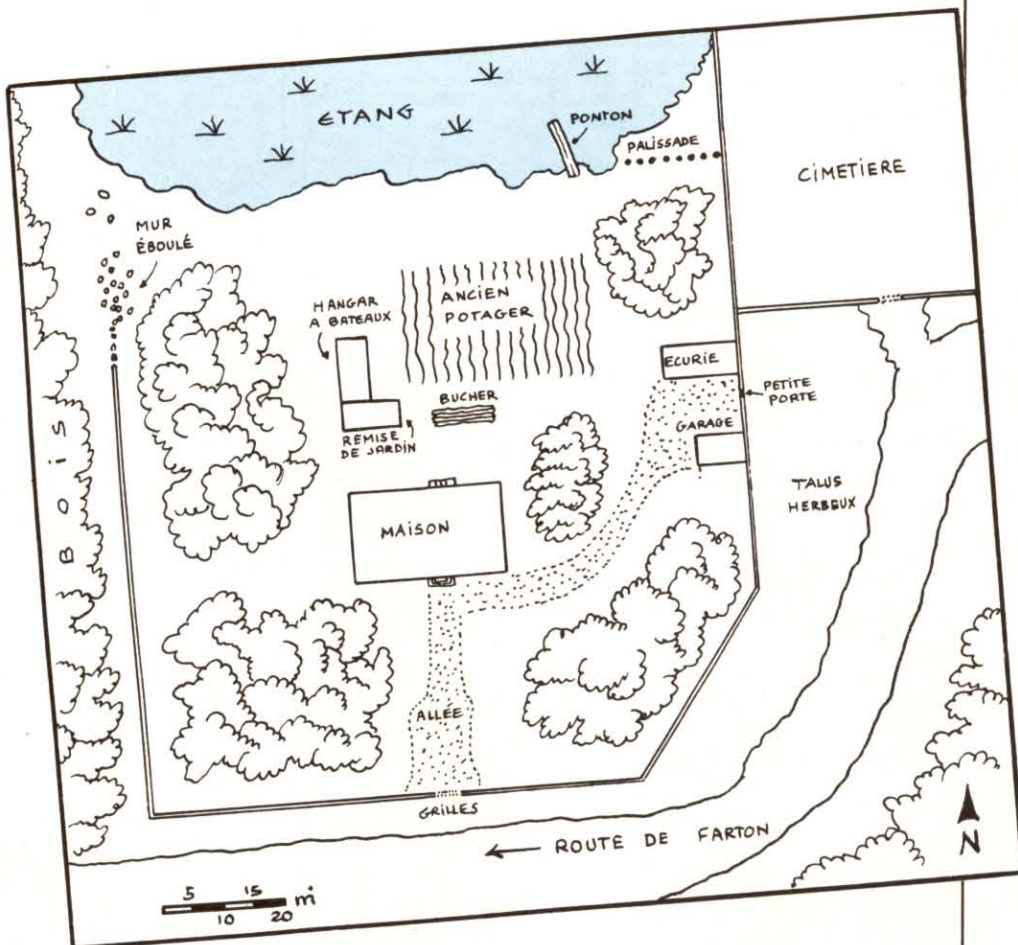 ETANG
PONTON
PALISSADE
CIMETIERE
MUR
ÉBOULÉ
HANGAR
A BATEAUX
ANCIEN
POTAGER
ECURIE
PETITE
PORTE
BUCHER
GARAGE
REMISE
DE JARDIN
BOIS
TALUS
HERBEUX
MAISON
ALLÉE
GRILLES
← ROUTE DE FARTON
N
5 15 m
10 20